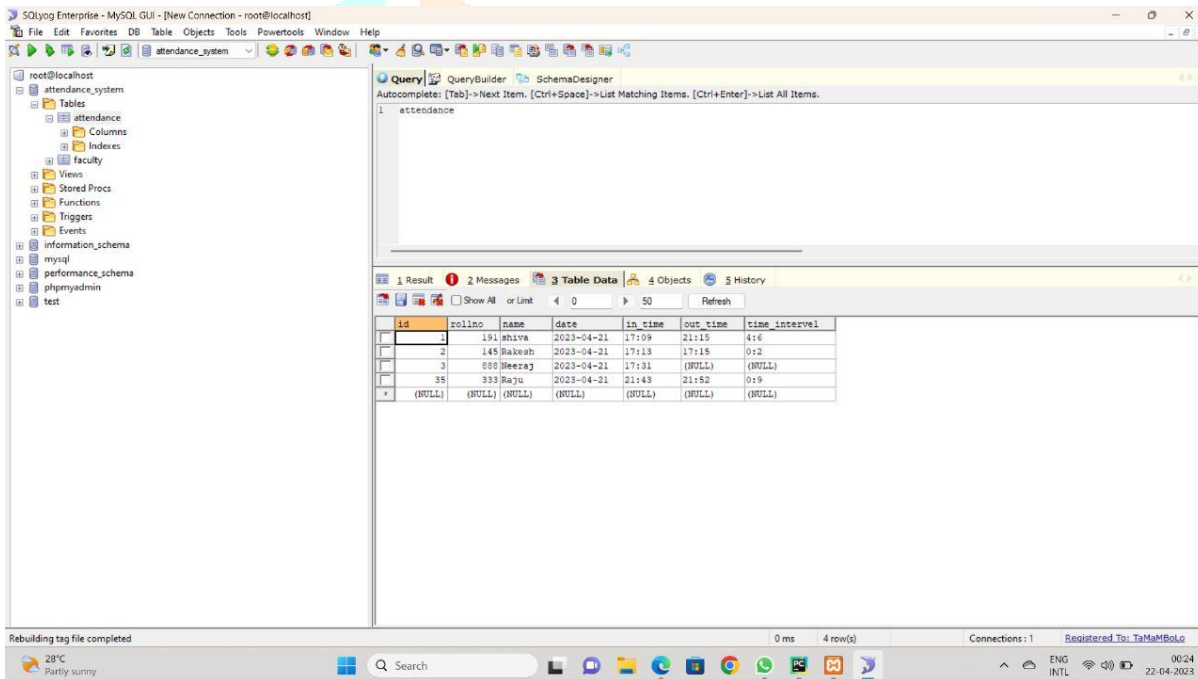 SQLyog Enterprise - MySQL GUI - [New Connection - root@localhost]
File Edit Favorites DB Table Objects Tools Powertools Window Help
attendance_system
root@localhost
attendance_system
Tables
attendance
Columns
Indexes
faculty
Views
Stored Procs
Functions
Triggers
Events
information_schema
mysql
performance_schema
phpmyadmin
test
Query QueryBuilder SchemaDesigner
Autocomplete: [Tab]->Next Item. [Ctrl+Space]->List Matching Items. [Ctrl+Enter]->List All Items.
1 attendance
1 Result 2 Messages 3 Table Data 4 Objects 5 History
Show All or Limit 0 50 Refresh
id rollno name date in_time out_time time_intervel
1 191 shiva 2023-04-21 17:09 21:15 4:6
2 145 Rakesh 2023-04-21 17:13 17:15 0:2
3 888 Neeraj 2023-04-21 17:31 (NULL) (NULL)
35 333 Raju 2023-04-21 21:43 21:52 0:9
* (NULL) (NULL) (NULL) (NULL) (NULL) (NULL) (NULL)
Rebuilding tag file completed 0 ms 4 row(s) Connections : 1 Registered To: TaMaMBoLo
28°C
Partly sunny
Search
ENG
INTL
00:24
22-04-2023